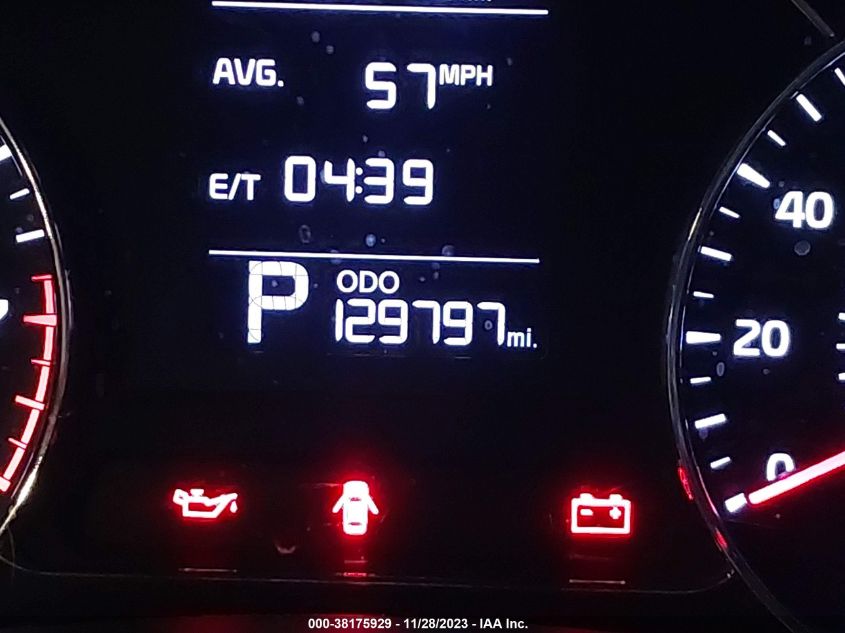 AVG. 57 MPH
E/T 04:39
P ODO
129797 mi.
40
20
0
000-38175929 - 11/28/2023 - IAA Inc.